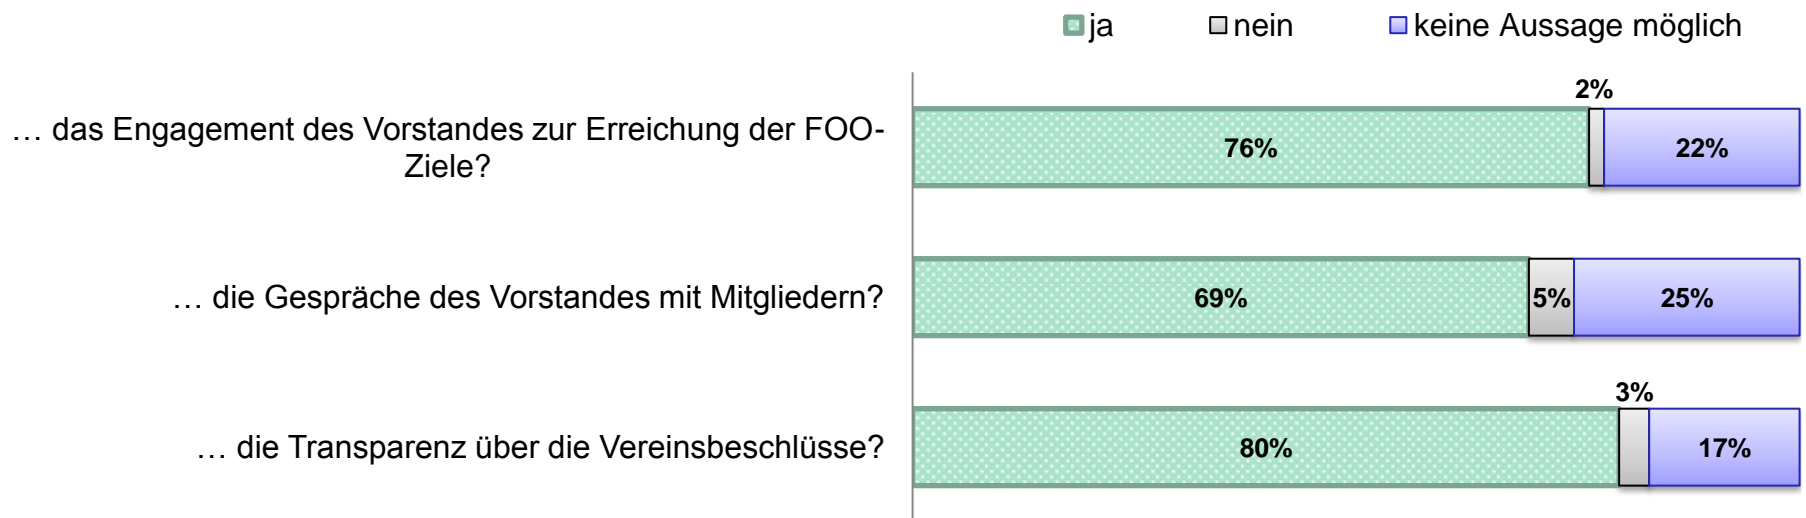 ja nein keine Aussage möglich
… das Engagement des Vorstandes zur Erreichung der FOO-
Ziele?
76% 2% 22%
… die Gespräche des Vorstandes mit Mitgliedern?
69% 5% 25%
… die Transparenz über die Vereinsbeschlüsse?
80% 3% 17%